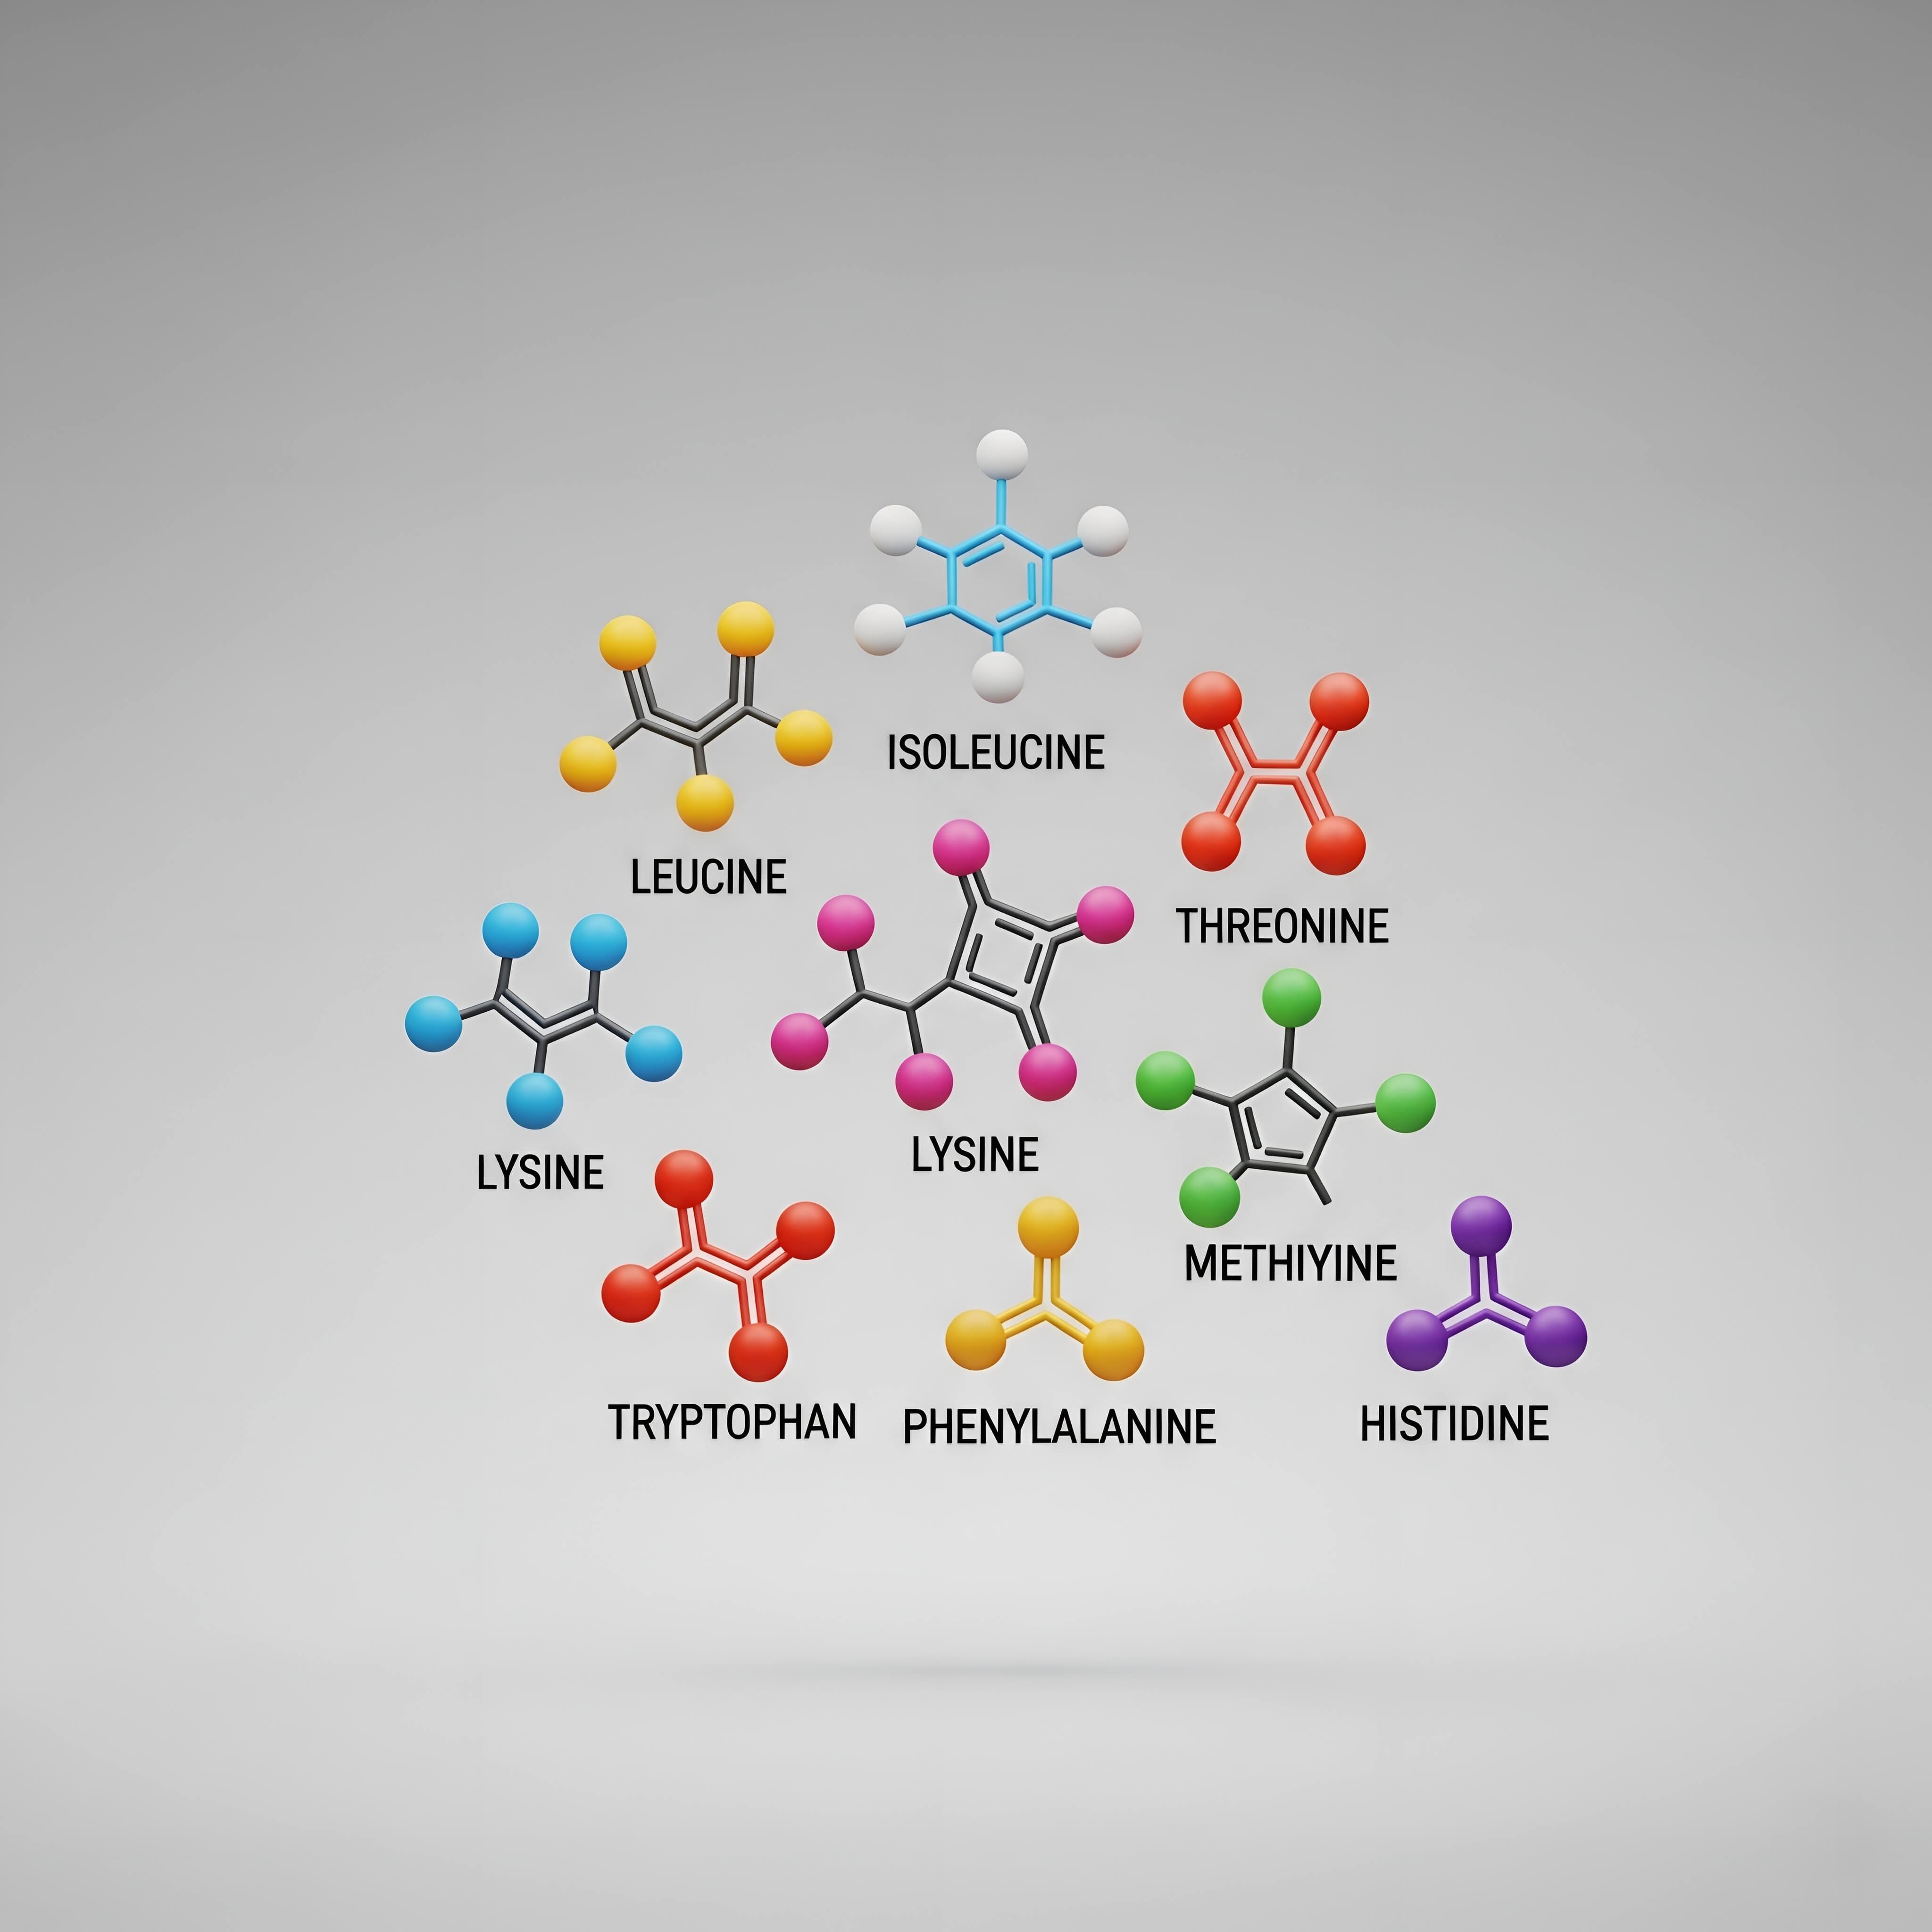 ISOLEUCINE
LEUCINE
THREONINE
LYSINE
LYSINE
METHIYINE
TRYPTOPHAN
PHENYLALANINE
HISTIDINE